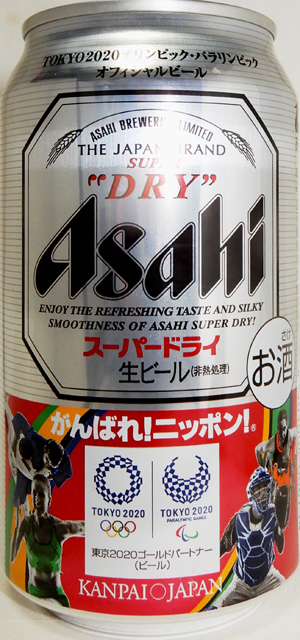 TOKYO2020オリンピック・パラリンピック
オフィシャルビール
ASAHI BREWERIES LIMITED
THE JAPAN BRAND
SUPER
"DRY"
Asahi
ENJOY THE REFRESHING TASTE AND SILKY
SMOOTHNESS OF ASAHI SUPER DRY!
スーパードライ
生ビール(非熱処理)
さけ
お酒
がんばれ!ニッポン!®
TOKYO 2020
TOKYO 2020
PARALYMPIC GAMES
東京2020ゴールドパートナー
(ビール)
KANPAI JAPAN